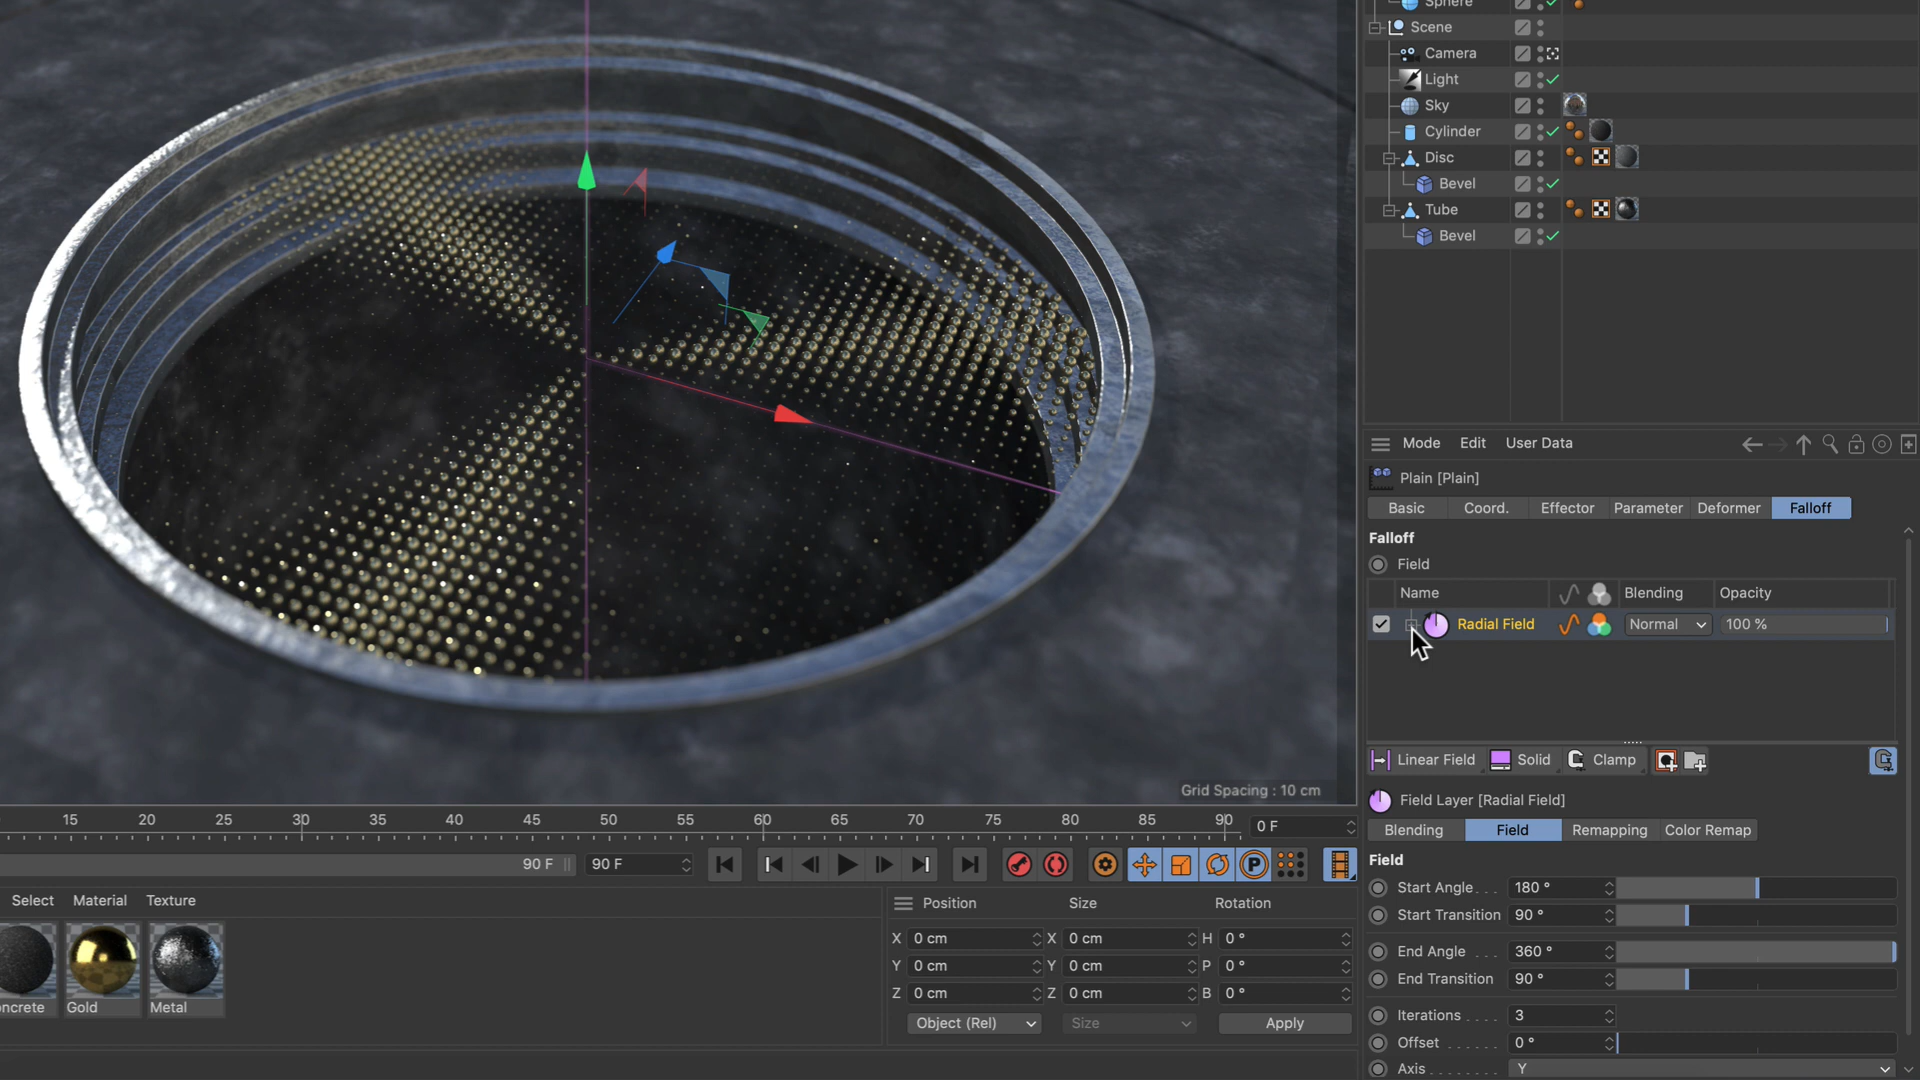 Sphere
Scene
Camera
Light
Sky
Cylinder
Disc
Bevel
Tube
Bevel
Mode Edit User Data
Plain [Plain]
Basic Coord. Effector Parameter Deformer Falloff
Falloff
Field
Name Blending Opacity
Radial Field Normal 100 %
Linear Field Solid Clamp
Field Layer [Radial Field]
Blending Field Remapping Color Remap
Field
Start Angle . . . 180 °
Start Transition 90 °
End Angle . . . . 360 °
End Transition 90 °
Iterations . . . . 3
Offset . . . . . . 0 °
Axis . . . . . . . . Y
Grid Spacing : 10 cm
15 20 25 30 35 40 45 50 55 60 65 70 75 80 85 90 0 F
90 F 90 F P
Select Material Texture
ncrete Gold Metal
Position Size Rotation
X 0 cm X 0 cm H 0 °
Y 0 cm Y 0 cm P 0 °
Z 0 cm Z 0 cm B 0 °
Object (Rel) Size Apply